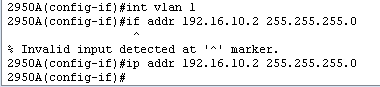 2950A(config-if)#int vlan 1
2950A(config-if)#if addr 192.16.10.2 255.255.255.0
^
% Invalid input detected at '^' marker.
2950A(config-if)#ip addr 192.16.10.2 255.255.255.0
2950A(config-if)#